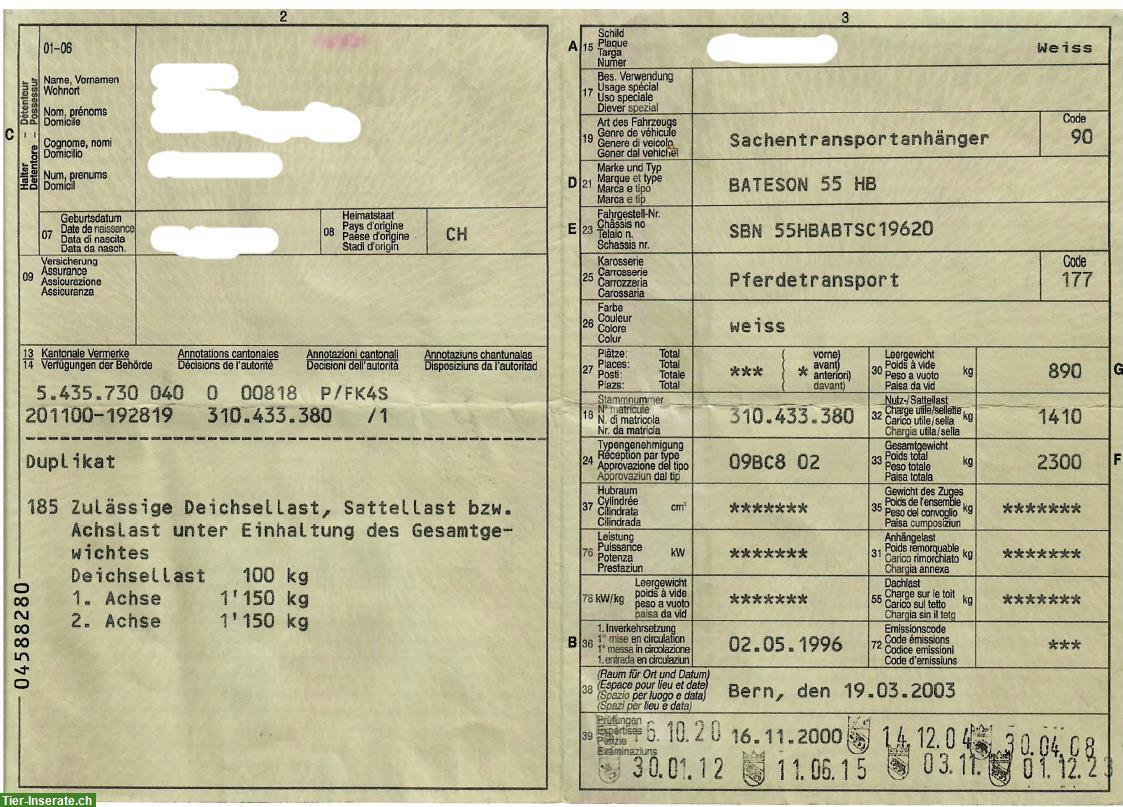 2
01-06
C
Halter – Détenteur
Detentore – Possessur
Name, Vornamen
Wohnort
Nom, prénoms
Domicile
Cognome, nomi
Domicilio
Num, prenums
Domicil
07
Geburtsdatum
Date de naissance
Data di nascita
Data da nasch.
08
Heimatstaat
Pays d'origine
Paese d'origine
Stadi d'origin
CH
09
Versicherung
Assurance
Assicurazione
Assicuranza
13 Kantonale Vermerke Annotations cantonales Annotazioni cantonali Annotaziuns chantunalas
14 Verfügungen der Behörde Décisions de l'autorité Decisioni dell'autorità Disposiziuns da l'autoritad
5.435.730 040 0 00818 P/FK4S
201100-192819 310.433.380 /1
Duplikat
185 Zulässige Deichsellast, Sattellast bzw.
Achslast unter Einhaltung des Gesamtge-
wichtes
Deichsellast 100 kg
1. Achse 1'150 kg
2. Achse 1'150 kg
04588280
3
A 15
Schild
Plaque
Targa
Numer
Weiss
17
Bes. Verwendung
Usage spécial
Uso speciale
Diever spezial
19
Art des Fahrzeugs
Genre de véhicule
Genere di veicolo
Gener dal vehichel
Sachentransportanhänger
Code
90
D 21
Marke und Typ
Marque et type
Marca e tipo
Marca e tip
BATESON 55 HB
E 23
Fahrgestell-Nr.
Châssis no
Telaio n.
Schassis nr.
SBN 55HBABTSC19620
25
Karosserie
Carrosserie
Carrozzeria
Carossaria
Pferdetransport
Code
177
26
Farbe
Couleur
Colore
Colur
weiss
27
Plätze: Total ( vorne)
Places: Total ( avant)
Posti: Totale ( anteriori)
Plazs: Total ( davant)
*** *
30
Leergewicht
Poids à vide
Peso a vuoto
Paisa da vid
kg
890
G
18
Stammnummer
N° matricule
N. di matricola
Nr. da matricla
310.433.380
32
Nutz-/Sattellast
Charge utile/sellette
Carico utile/sella
Chargia utila/sella
kg
1410
24
Typengenehmigung
Réception par type
Approvazione del tipo
Approvaziun dal tip
09BC8 02
33
Gesamtgewicht
Poids total
Peso totale
Paisa totala
kg
2300
F
37
Hubraum
Cylindrée
Cilindrata
Cilindrada
cm³
*******
35
Gewicht des Zuges
Poids de l'ensemble
Peso del convoglio
Paisa cumposiziun
kg
*******
76
Leistung
Puissance
Potenza
Prestaziun
kW
*******
31
Anhängelast
Poids remorquable
Carico rimorchiato
Chargia annexa
kg
*******
78 kW/kg
Leergewicht
poids à vide
peso a vuoto
paisa da vid
*******
55
Dachlast
Charge sur le toit
Carico sul tetto
Chargia sin il tetg
kg
*******
B 36
1. Inverkehrsetzung
1re mise en circulation
1a messa in circolazione
1. entrada en circulaziun
02.05.1996
72
Emissionscode
Code émissions
Codice emissioni
Code d'emissiuns
***
38
(Raum für Ort und Datum)
(Espace pour lieu et date)
(Spazio per luogo e data)
(Spazi per lieu e data)
Bern, den 19.03.2003
39
Prüfungen
Expertises
Perizie
Examinaziuns
6.10.20 16.11.2000 14.12.04 30.04.08
30.01.12 11.06.15 03.11. 01.12.23
Tier-Inserate.ch